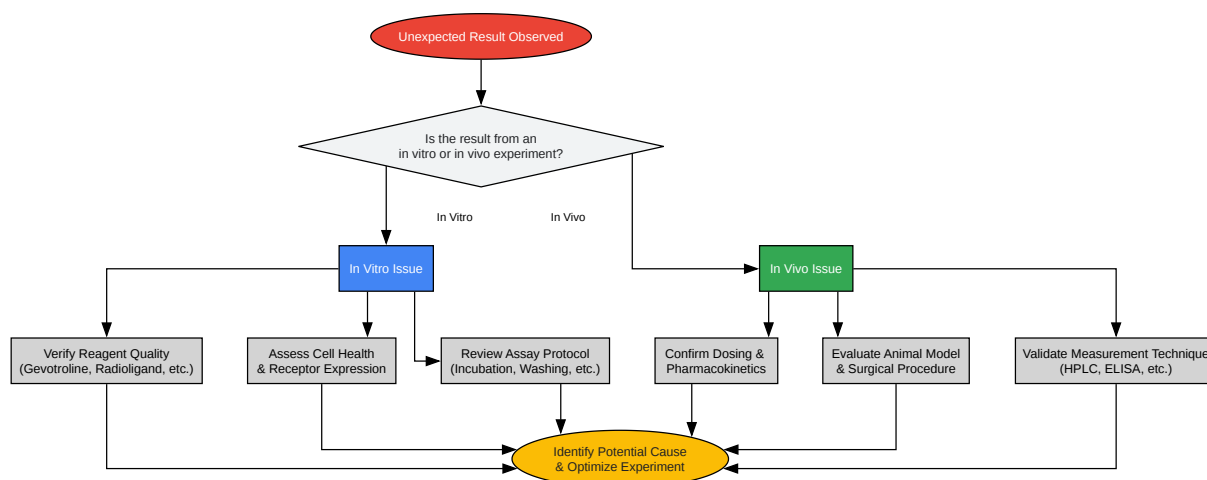 Unexpected Result Observed
Is the result from an
in vitro or in vivo experiment?
In Vitro
In Vivo
In Vitro Issue
In Vivo Issue
Verify Reagent Quality
(Gevotroline, Radioligand, etc.)
Assess Cell Health
& Receptor Expression
Review Assay Protocol
(Incubation, Washing, etc.)
Confirm Dosing &
Pharmacokinetics
Evaluate Animal Model
& Surgical Procedure
Validate Measurement Technique
(HPLC, ELISA, etc.)
Identify Potential Cause
& Optimize Experiment